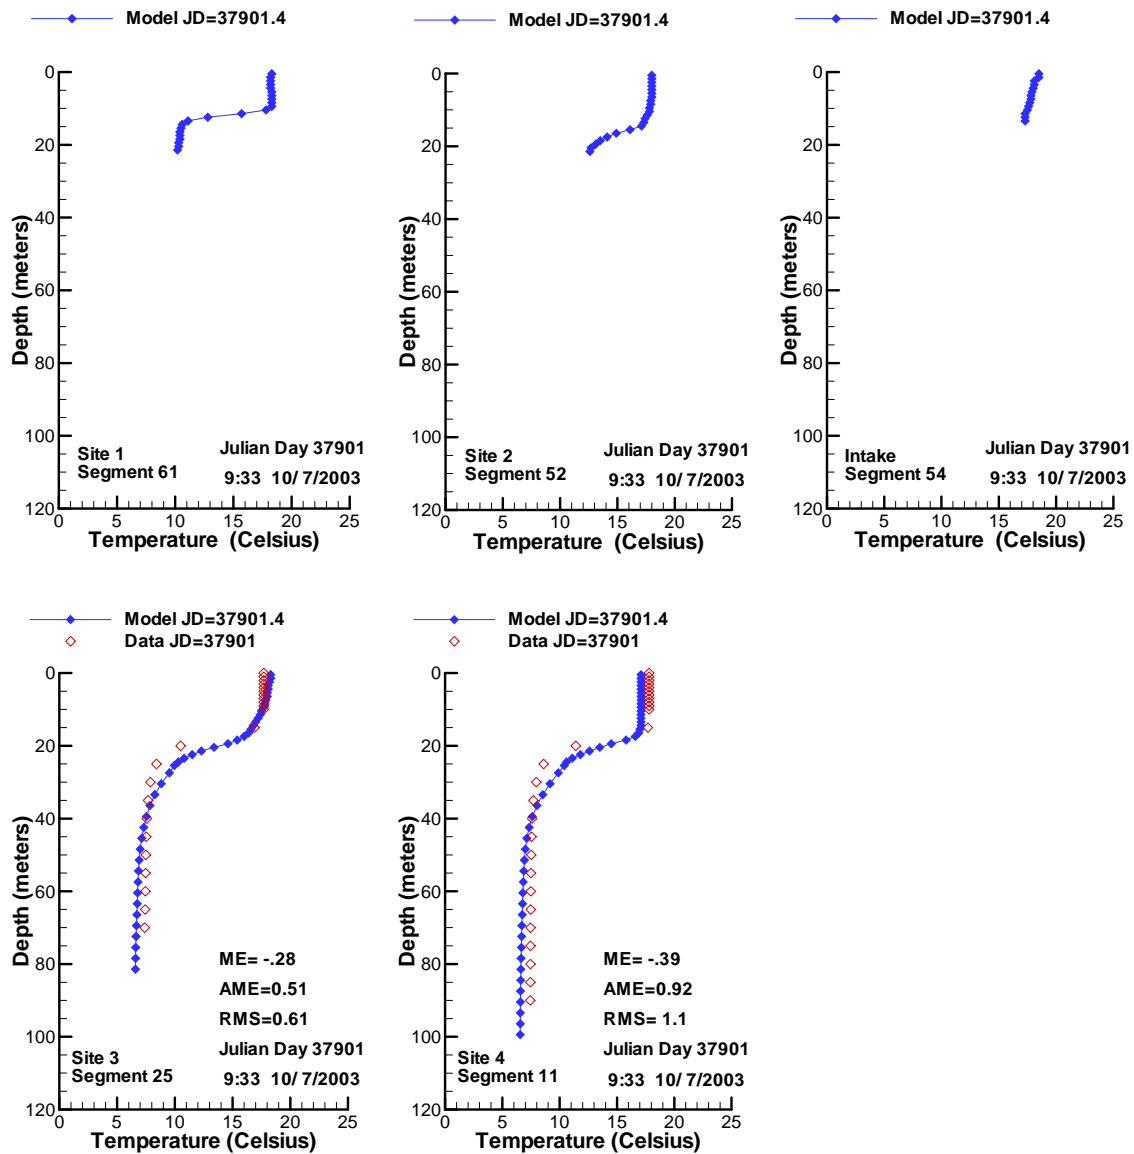 Model JD=37901.4
0
20
40
60
80
100
120
Depth (meters)
Site 1
Segment 61
Julian Day 37901
9:33 10/ 7/2003
0 5 10 15 20 25
Temperature (Celsius)
Model JD=37901.4
0
20
40
60
80
100
120
Depth (meters)
Site 2
Segment 52
Julian Day 37901
9:33 10/ 7/2003
0 5 10 15 20 25
Temperature (Celsius)
Model JD=37901.4
0
20
40
60
80
100
120
Depth (meters)
Intake
Segment 54
Julian Day 37901
9:33 10/ 7/2003
0 5 10 15 20 25
Temperature (Celsius)
Model JD=37901.4
Data JD=37901
0
20
40
60
80
100
120
Depth (meters)
ME= -.28
AME=0.51
RMS=0.61
Site 3
Segment 25
Julian Day 37901
9:33 10/ 7/2003
0 5 10 15 20 25
Temperature (Celsius)
Model JD=37901.4
Data JD=37901
0
20
40
60
80
100
120
Depth (meters)
ME= -.39
AME=0.92
RMS= 1.1
Site 4
Segment 11
Julian Day 37901
9:33 10/ 7/2003
0 5 10 15 20 25
Temperature (Celsius)